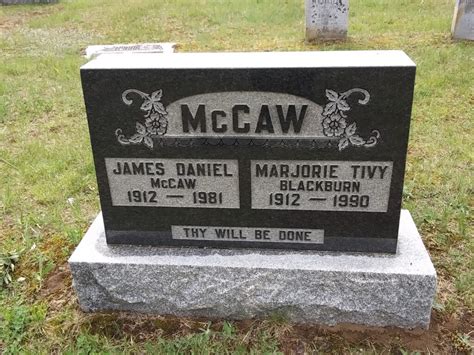 McCAW
JAMES DANIEL
McCAW
1912 — 1981
MARJORIE TIVY
BLACKBURN
1912 — 1990
THY WILL BE DONE